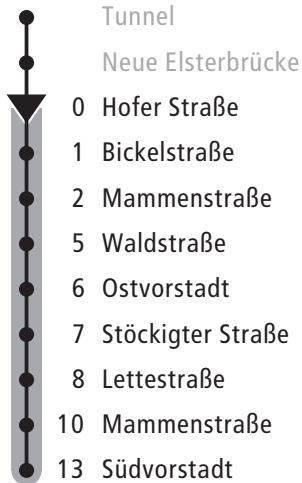 Tunnel
Neue Elsterbrücke
0 Hofer Straße
1 Bickelstraße
2 Mammenstraße
5 Waldstraße
6 Ostvorstadt
7 Stöckigter Straße
8 Lettestraße
10 Mammenstraße
13 Südvorstadt